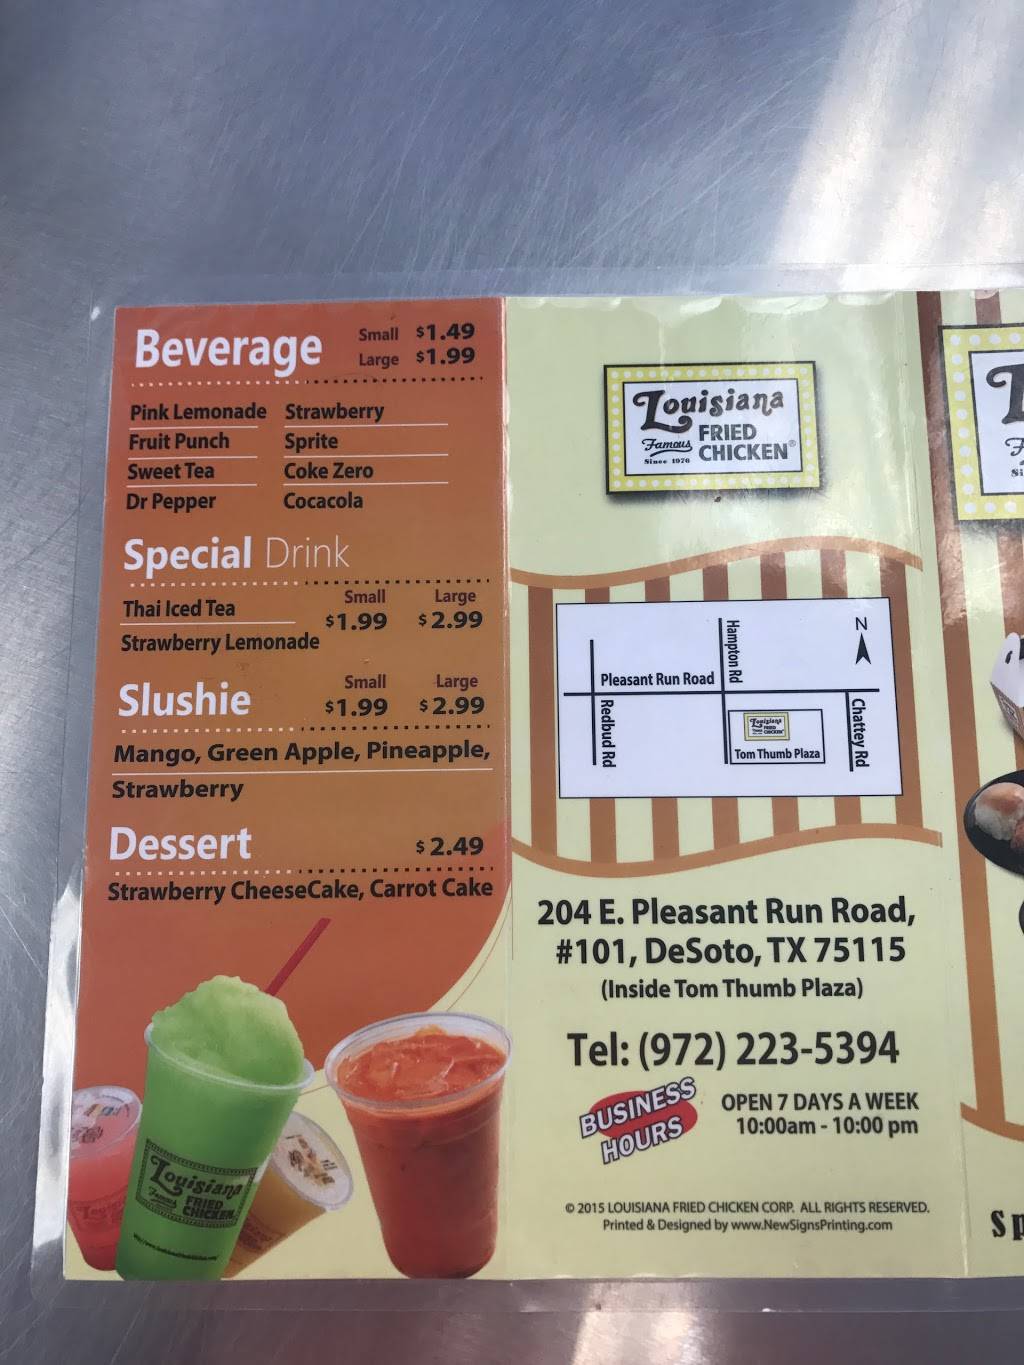 Beverage Small $1.49
Large $1.99
Pink Lemonade Strawberry
Fruit Punch Sprite
Sweet Tea Coke Zero
Dr Pepper Cocacola
Special Drink
Small Large
Thai Iced Tea $1.99 $2.99
Strawberry Lemonade
Slushie Small Large
$1.99 $2.99
Mango, Green Apple, Pineapple,
Strawberry
Dessert $2.49
Strawberry CheeseCake, Carrot Cake
Louisiana
Famous
FRIED
CHICKEN
Louisiana
Famous FRIED
Since 1976 CHICKEN®
N
Hampton Rd
Pleasant Run Road
Redbud Rd
Chattey Rd
Louisiana
FRIED
CHICKEN
Tom Thumb Plaza
204 E. Pleasant Run Road,
#101, DeSoto, TX 75115
(Inside Tom Thumb Plaza)
Tel: (972) 223-5394
BUSINESS
HOURS
OPEN 7 DAYS A WEEK
10:00am - 10:00 pm
© 2015 LOUISIANA FRIED CHICKEN CORP. ALL RIGHTS RESERVED.
Printed & Designed by www.NewSignsPrinting.com